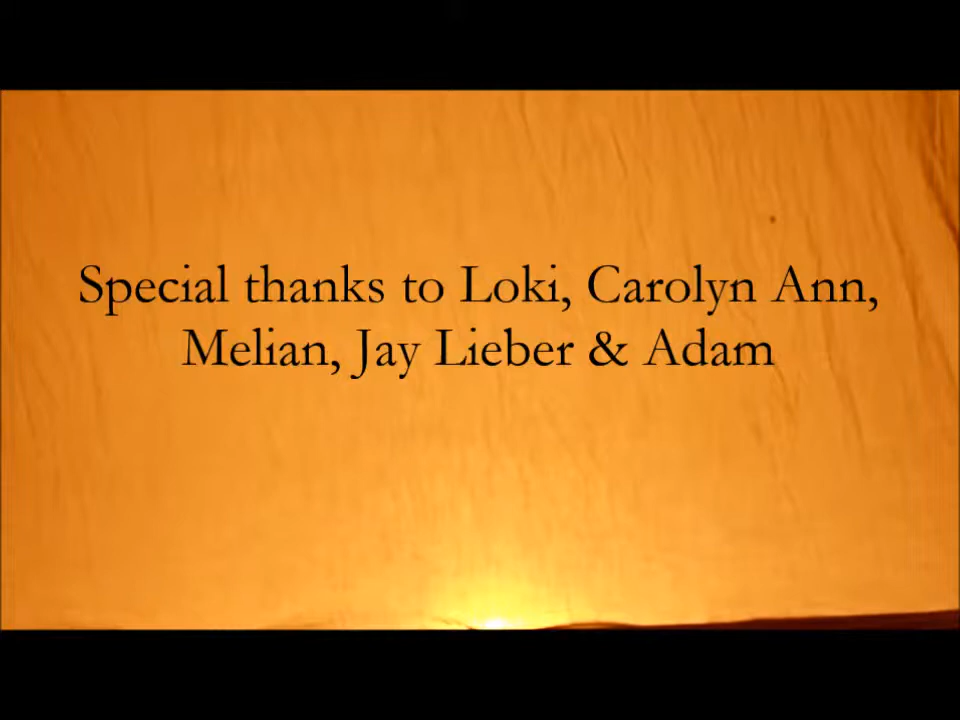 Special thanks to Loki, Carolyn Ann,
Melian, Jay Lieber & Adam